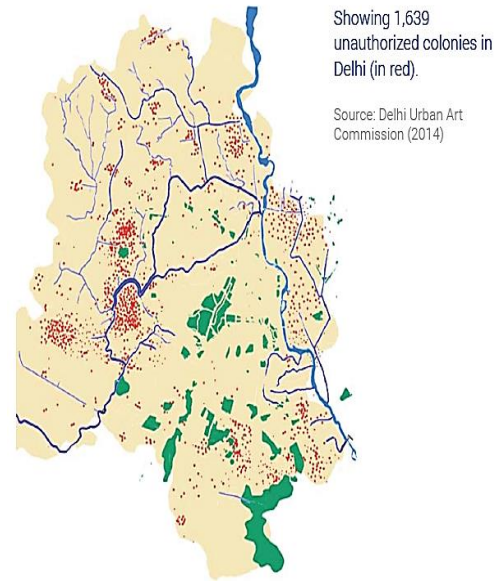 Showing 1,639
unauthorized colonies in
Delhi (in red).
Source: Delhi Urban Art
Commission (2014)